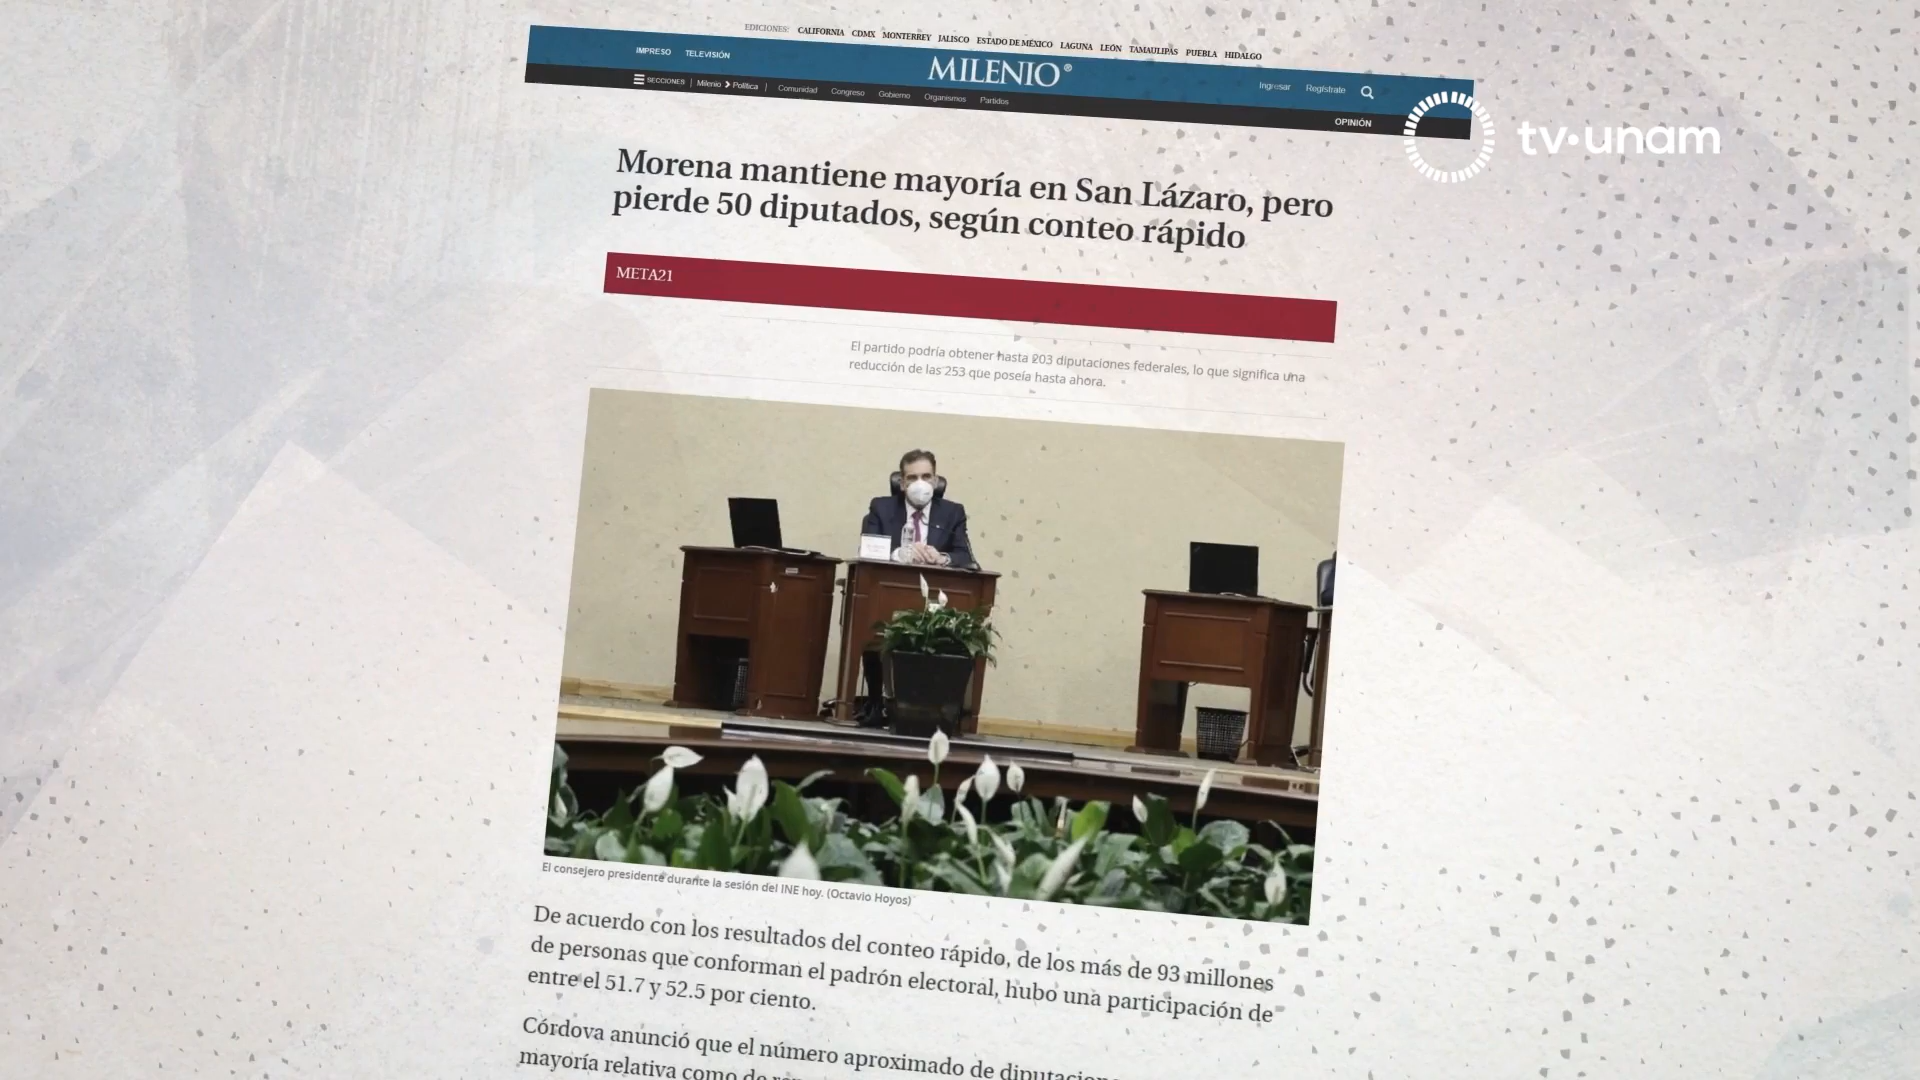 EDICIONES: CALIFORNIA CDMX MONTERREY JALISCO ESTADO DE MÉXICO LAGUNA LEÓN TAMAULIPAS PUEBLA HIDALGO
IMPRESO TELEVISIÓN
MILENIO®
Ingresar Regístrate
SECCIONES | Milenio > Política | Comunidad Congreso Gobierno Organismos Partidos
OPINIÓN
tv·unam
Morena mantiene mayoría en San Lázaro, pero
pierde 50 diputados, según conteo rápido
META21
El partido podría obtener hasta 203 diputaciones federales, lo que significa una
reducción de las 253 que poseía hasta ahora.
El consejero presidente durante la sesión del INE hoy. (Octavio Hoyos)
De acuerdo con los resultados del conteo rápido, de los más de 93 millones
de personas que conforman el padrón electoral, hubo una participación de
entre el 51.7 y 52.5 por ciento.
Córdova anunció que el número aproximado de
mayoría relativa como de